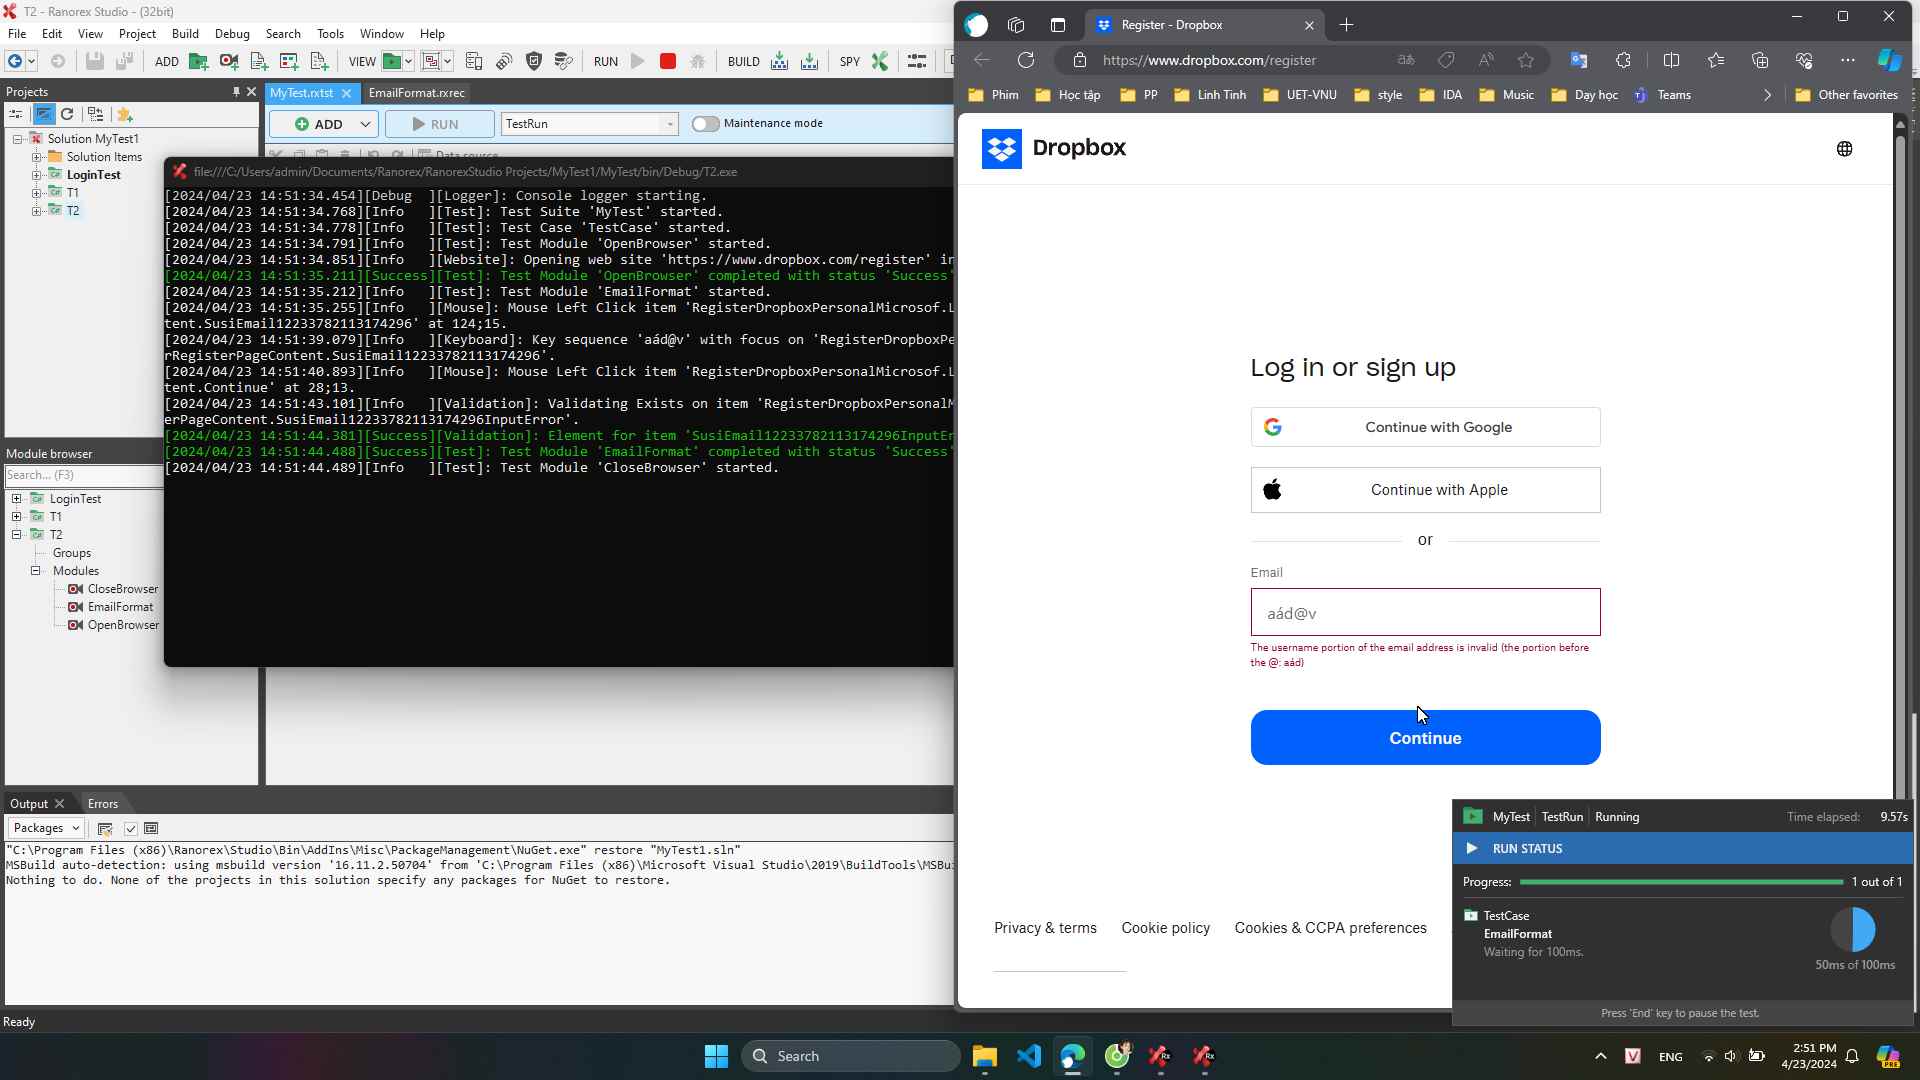 T2 - Ranorex Studio - (32bit)
File Edit View Project Build Debug Search Tools Window Help
ADD VIEW RUN BUILD SPY
Projects
MyTest.rxtst
EmailFormat.rxrec
ADD
RUN
TestRun
Maintenance mode
Data source
Solution MyTest1
Solution Items
LoginTest
T1
T2
file:///C:/Users/admin/Documents/Ranorex/RanorexStudio Projects/MyTest1/MyTest/bin/Debug/T2.exe
[2024/04/23 14:51:34.454][Debug  ][Logger]: Console logger starting.
[2024/04/23 14:51:34.768][Info   ][Test]: Test Suite 'MyTest' started.
[2024/04/23 14:51:34.778][Info   ][Test]: Test Case 'TestCase' started.
[2024/04/23 14:51:34.791][Info   ][Test]: Test Module 'OpenBrowser' started.
[2024/04/23 14:51:34.851][Info   ][Website]: Opening web site 'https://www.dropbox.com/register' in
[2024/04/23 14:51:35.211][Success][Test]: Test Module 'OpenBrowser' completed with status 'Success'
[2024/04/23 14:51:35.212][Info   ][Test]: Test Module 'EmailFormat' started.
[2024/04/23 14:51:35.255][Info   ][Mouse]: Mouse Left Click item 'RegisterDropboxPersonalMicrosof.L
tent.SusiEmail12233782113174296' at 124;15.
[2024/04/23 14:51:39.079][Info   ][Keyboard]: Key sequence 'aád@v' with focus on 'RegisterDropboxPe
rRegisterPageContent.SusiEmail12233782113174296'.
[2024/04/23 14:51:40.893][Info   ][Mouse]: Mouse Left Click item 'RegisterDropboxPersonalMicrosof.L
tent.Continue' at 28;13.
[2024/04/23 14:51:43.101][Info   ][Validation]: Validating Exists on item 'RegisterDropboxPersonalM
erPageContent.SusiEmail12233782113174296InputError'.
[2024/04/23 14:51:44.381][Success][Validation]: Element for item 'SusiEmail12233782113174296InputEr
[2024/04/23 14:51:44.488][Success][Test]: Test Module 'EmailFormat' completed with status 'Success'
[2024/04/23 14:51:44.489][Info   ][Test]: Test Module 'CloseBrowser' started.
Module browser
Search... (F3)
LoginTest
T1
T2
Groups
Modules
CloseBrowser
EmailFormat
OpenBrowser
Output
Errors
Packages
"C:\Program Files (x86)\Ranorex\Studio\Bin\AddIns\Misc\PackageManagement\NuGet.exe" restore "MyTest1.sln"
MSBuild auto-detection: using msbuild version '16.11.2.50704' from 'C:\Program Files (x86)\Microsoft Visual Studio\2019\BuildTools\MSBui
Nothing to do. None of the projects in this solution specify any packages for NuGet to restore.
Ready
Register - Dropbox
https://www.dropbox.com/register
Phim Học tập PP Linh Tinh UET-VNU style IDA Music Dạy học Teams Other favorites
Dropbox
Log in or sign up
Continue with Google
Continue with Apple
or
Email
aád@v
The username portion of the email address is invalid (the portion before
the @: aád)
Continue
Privacy & terms Cookie policy Cookies & CCPA preferences
MyTest TestRun Running Time elapsed: 9.57s
RUN STATUS
Progress: 1 out of 1
TestCase
EmailFormat
Waiting for 100ms.
50ms of 100ms
Press 'End' key to pause the test.
Search
ENG
2:51 PM
4/23/2024